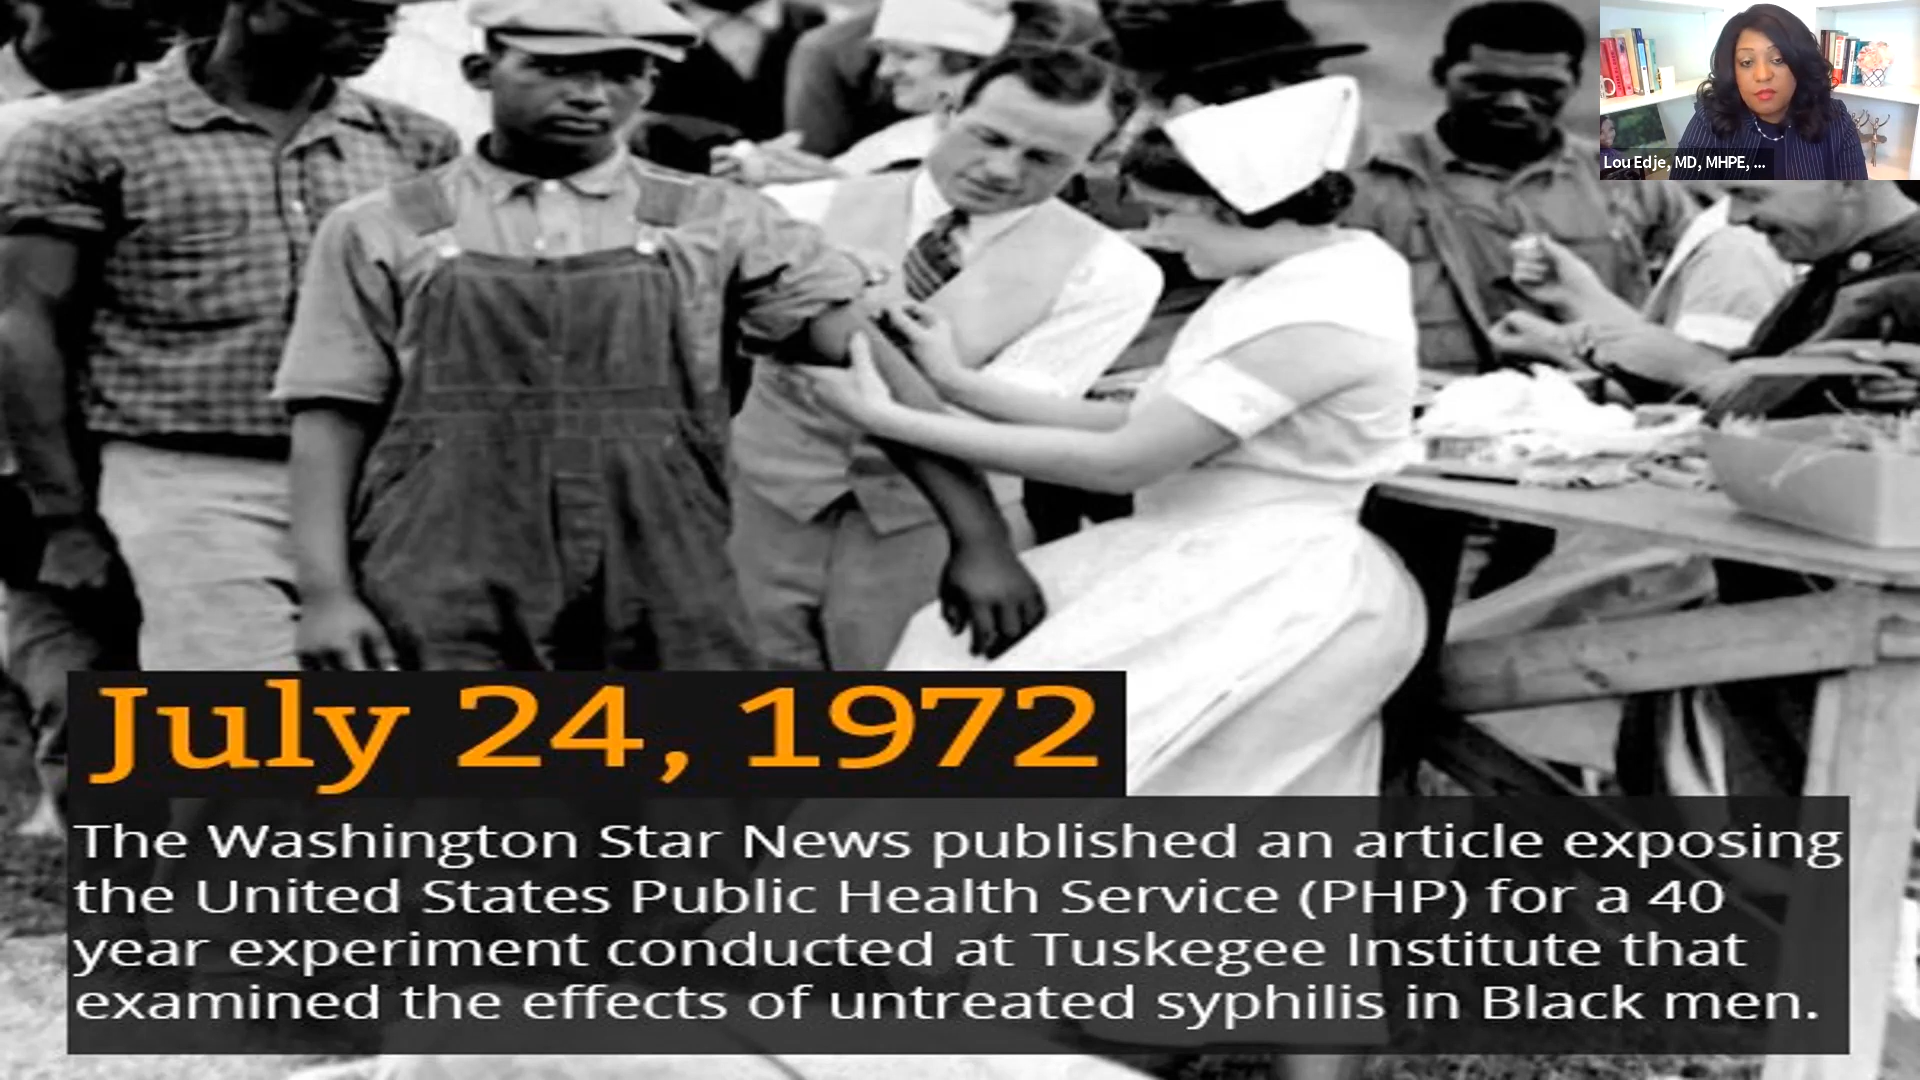 Lou Edje, MD, MHPE, ...
July 24, 1972
The Washington Star News published an article exposing
the United States Public Health Service (PHP) for a 40
year experiment conducted at Tuskegee Institute that
examined the effects of untreated syphilis in Black men.